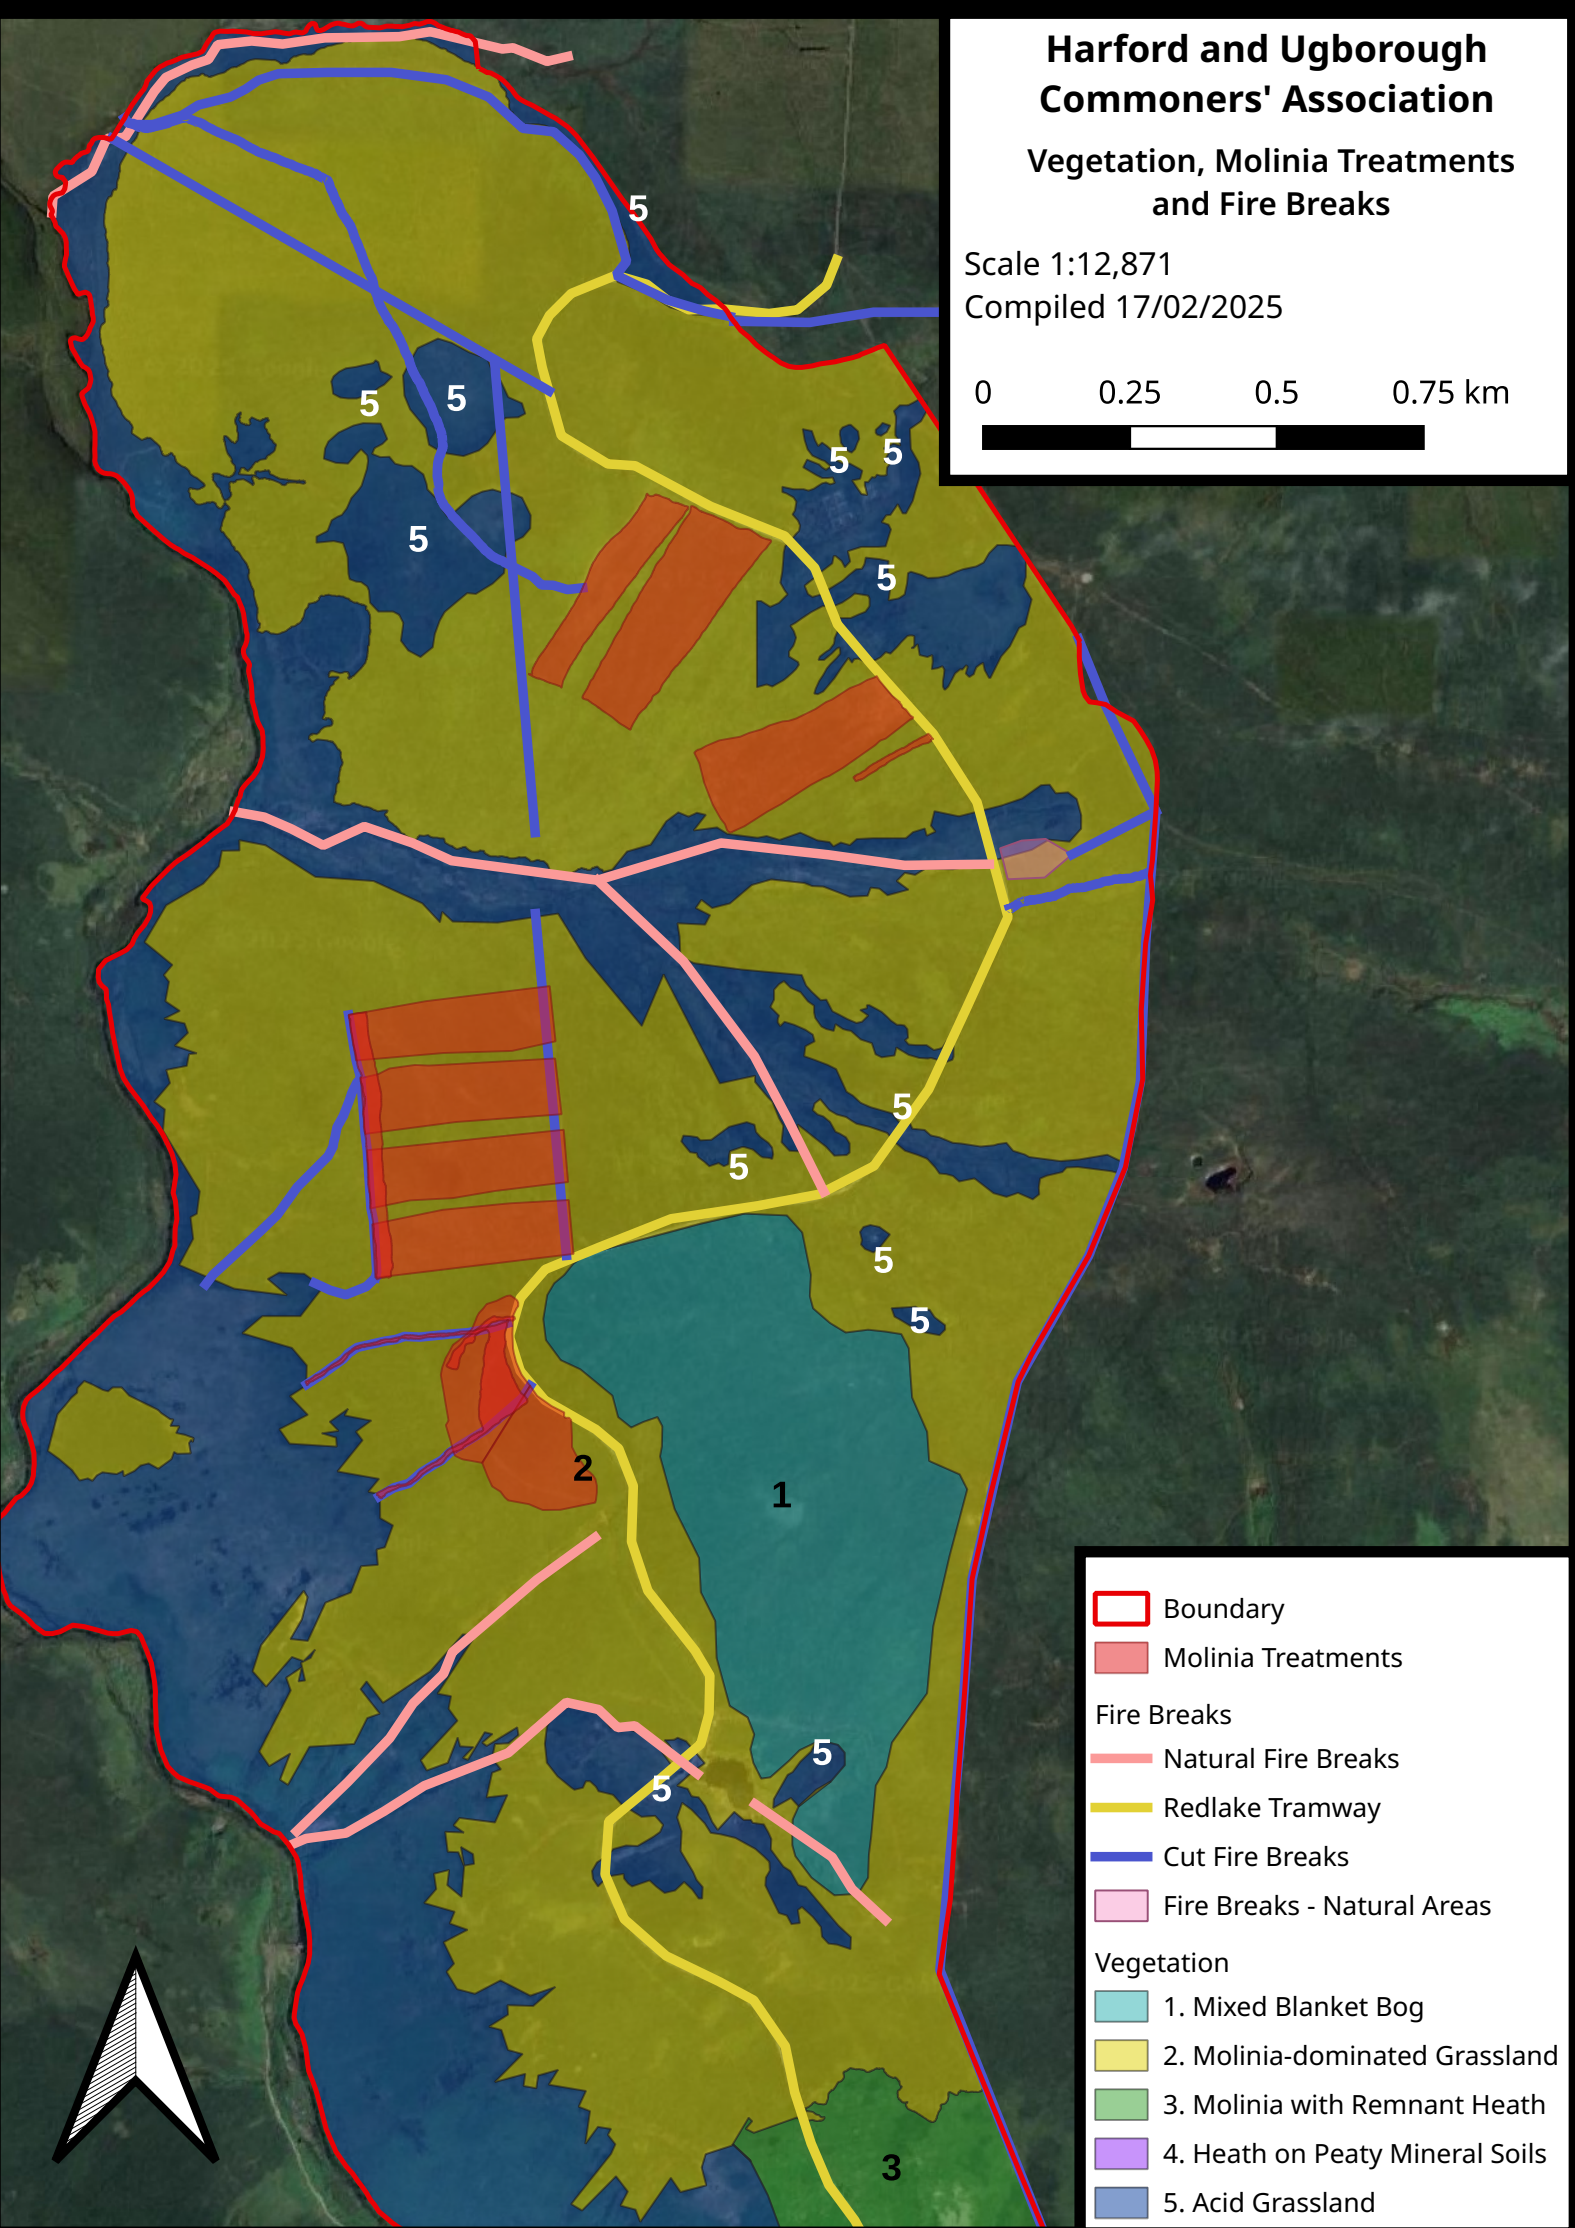 Harford and Ugborough
Commoners' Association
Vegetation, Molinia Treatments
and Fire Breaks
Scale 1:12,871
Compiled 17/02/2025
0 0.25 0.5 0.75 km
5
5
5
5
5
5
5
5
5
5
5
2
1
5
5
3
Boundary
Molinia Treatments
Fire Breaks
Natural Fire Breaks
Redlake Tramway
Cut Fire Breaks
Fire Breaks - Natural Areas
Vegetation
1. Mixed Blanket Bog
2. Molinia-dominated Grassland
3. Molinia with Remnant Heath
4. Heath on Peaty Mineral Soils
5. Acid Grassland